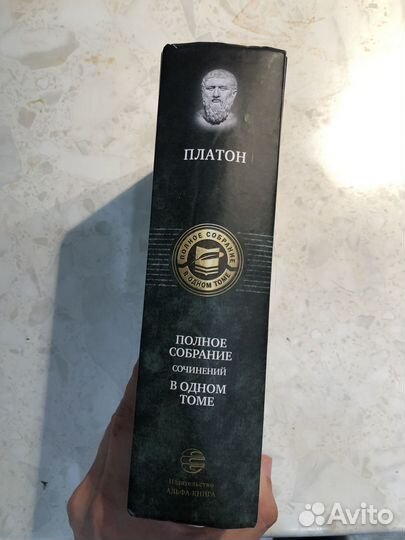 ПЛАТОН
ПОЛНОЕ СОБРАНИЕ
В ОДНОМ ТОМЕ
ПОЛНОЕ
СОБРАНИЕ
СОЧИНЕНИЙ
В ОДНОМ
ТОМЕ
Издательство
АЛЬФА-КНИГА
Avito